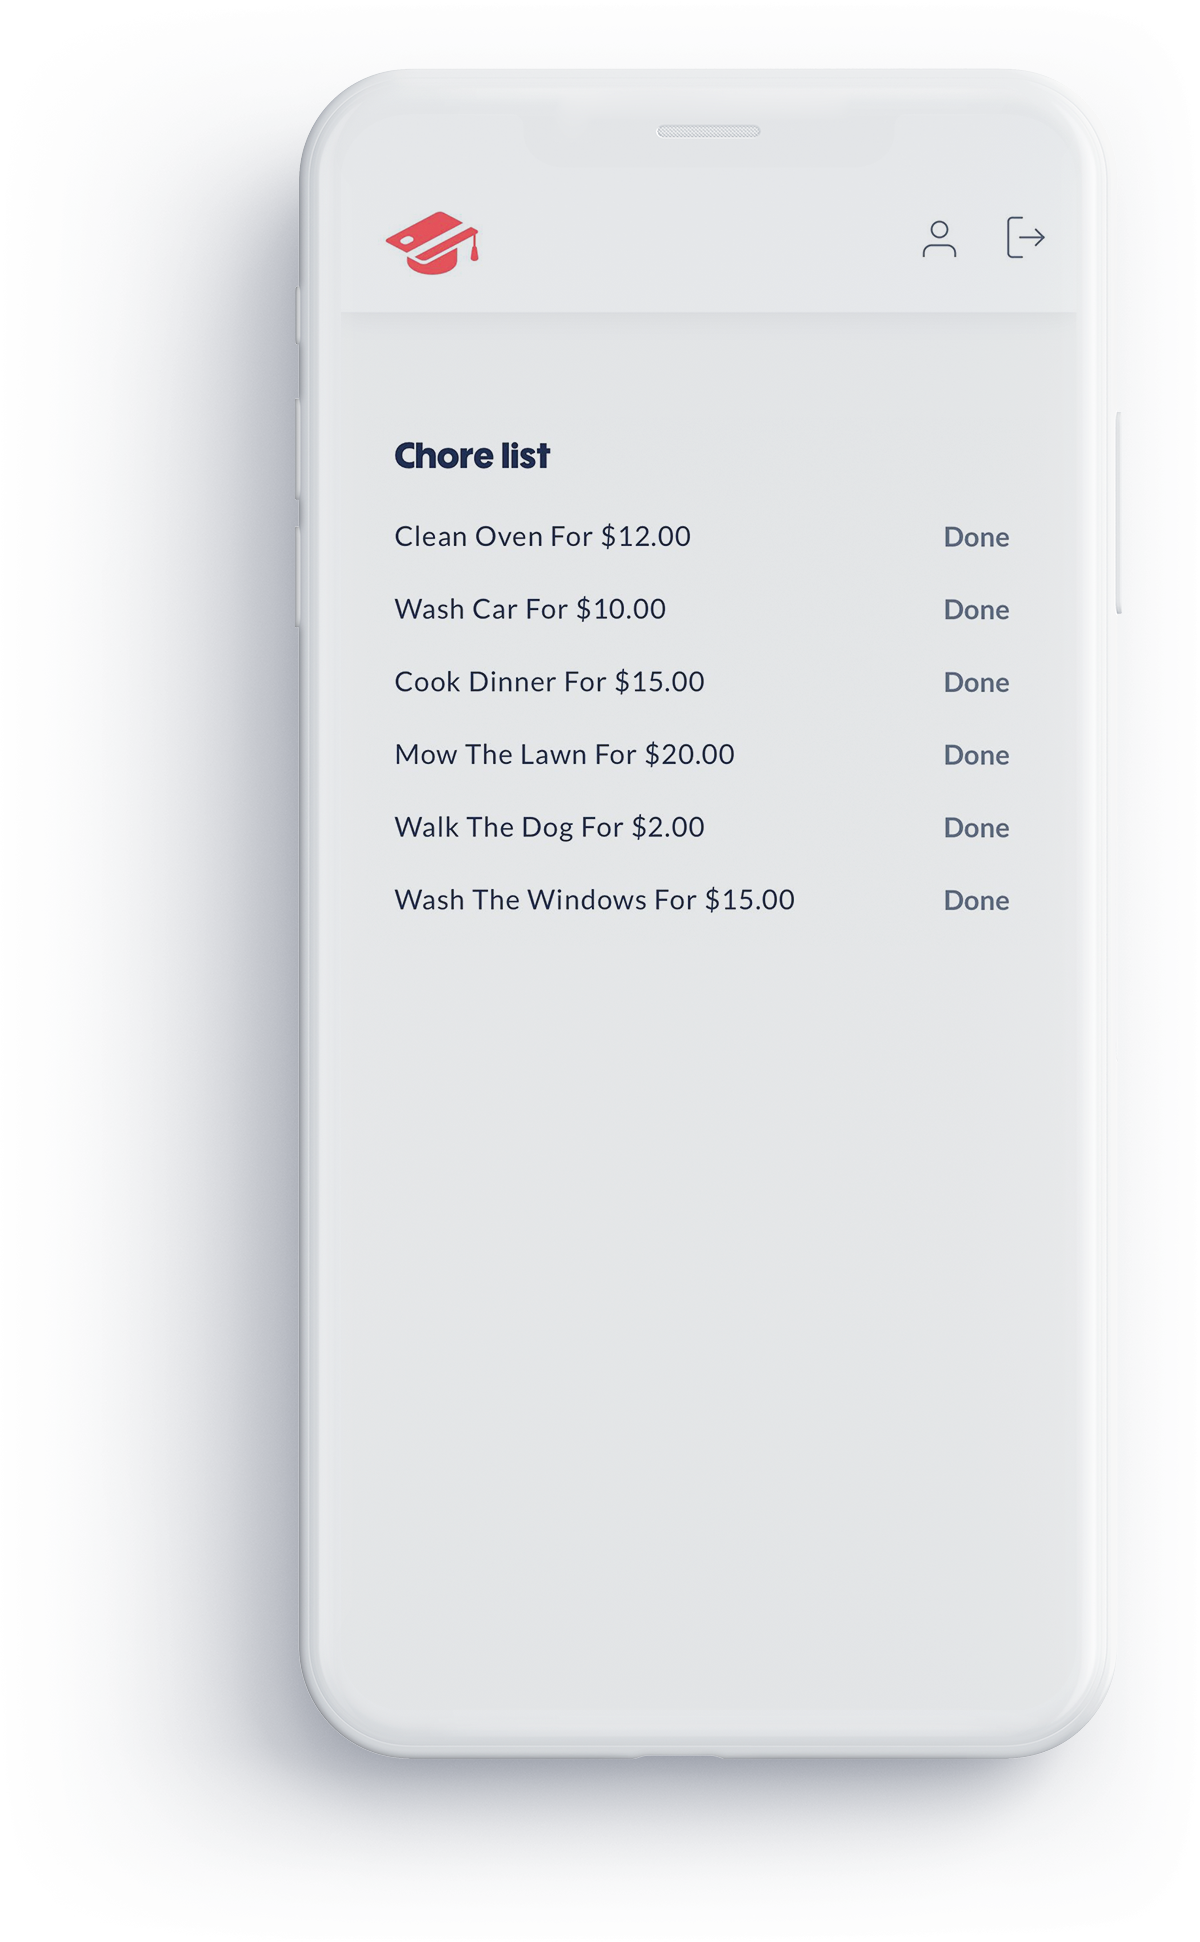 Chore list
Clean Oven For $12.00 Done
Wash Car For $10.00 Done
Cook Dinner For $15.00 Done
Mow The Lawn For $20.00 Done
Walk The Dog For $2.00 Done
Wash The Windows For $15.00 Done